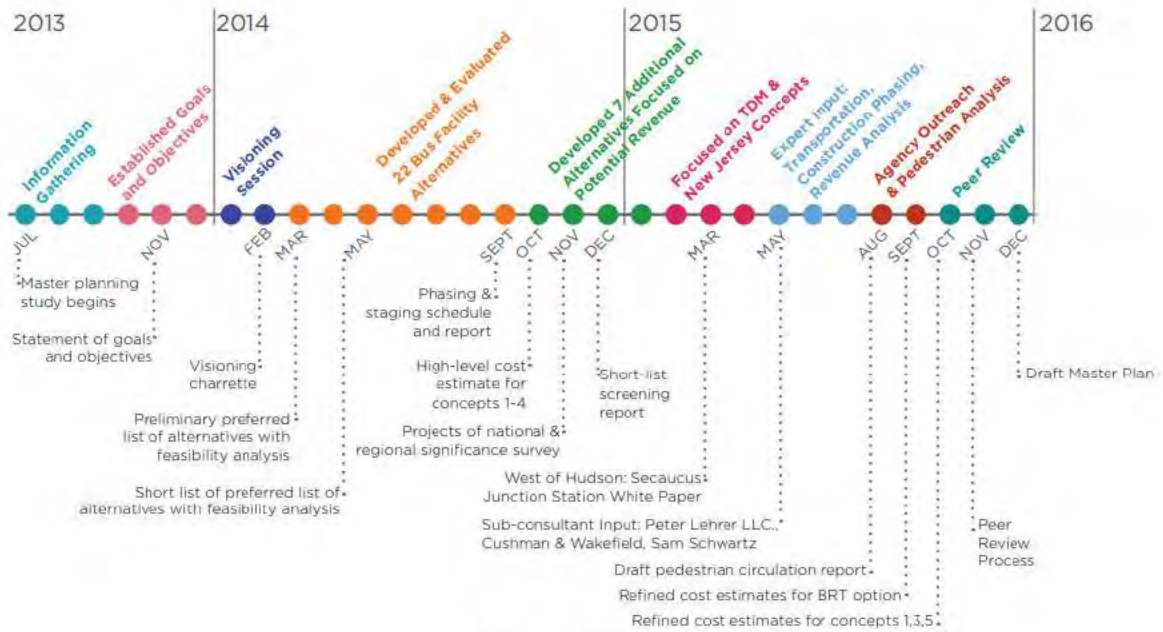 2013
2014
2015
2016
Information
Gathering
Established Goals
and Objectives
Visioning
Session
Developed & Evaluated
22 Bus Facility
Alternatives
Developed 7 Additional
Alternatives Focused on
Potential Revenue
Focused on TDM &
New Jersey Concepts
Expert Input:
Transportation,
Construction Phasing,
Revenue Analysis
Agency Outreach
& Pedestrian Analysis
Peer Review
JUL
NOV
FEB
MAR
MAY
SEPT
OCT
NOV
DEC
MAR
MAY
AUG
SEPT
OCT
NOV
DEC
Master planning
study begins
Statement of goals
and objectives
Visioning
charrette
Preliminary preferred
list of alternatives with
feasibility analysis
Short list of preferred list of
alternatives with feasibility analysis
Phasing &
staging schedule
and report
High-level cost
estimate for
concepts 1-4
Projects of national &
regional significance survey
Short-list
screening
report
West of Hudson: Secaucus
Junction Station White Paper
Sub-consultant Input: Peter Lehrer LLC.,
Cushman & Wakefield, Sam Schwartz
Draft pedestrian circulation report
Refined cost estimates for BRT option
Refined cost estimates for concepts 1,3,5
Peer
Review
Process
Draft Master Plan